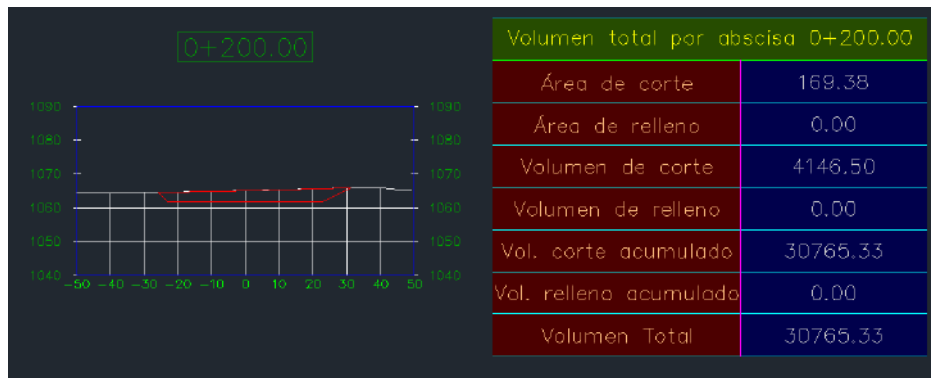 0+200.00
1090 1090
1080 1080
1070 1070
1060 1060
1050 1050
1040 1040
-50 -40 -30 -20 -10 0 10 20 30 40 50
Volumen total por abscisa 0+200.00
Área de corte 169.38
Área de relleno 0.00
Volumen de corte 4146.50
Volumen de relleno 0.00
Vol. corte acumulado 30765.33
Vol. relleno acumulado 0.00
Volumen Total 30765.33